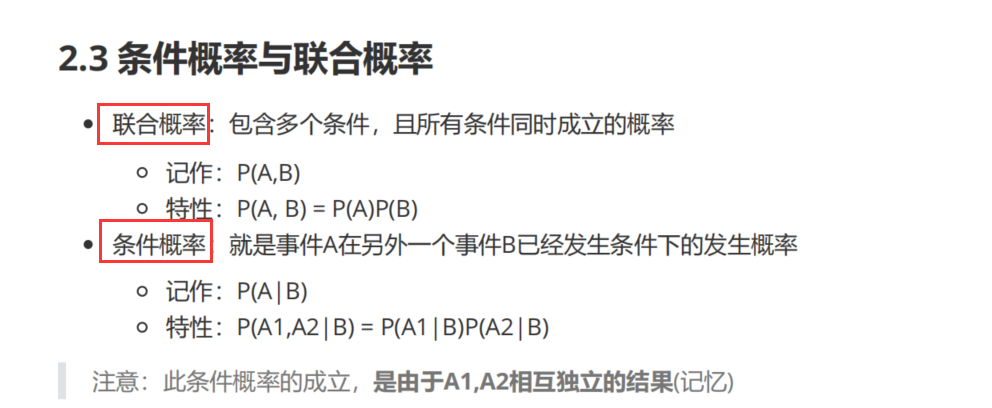 2.3 条件概率与联合概率
联合概率：包含多个条件，且所有条件同时成立的概率
记作：P(A,B)
特性：P(A, B) = P(A)P(B)
条件概率：就是事件A在另外一个事件B已经发生条件下的发生概率
记作：P(A|B)
特性：P(A1,A2|B) = P(A1|B)P(A2|B)
注意：此条件概率的成立，是由于A1,A2相互独立的结果(记忆)